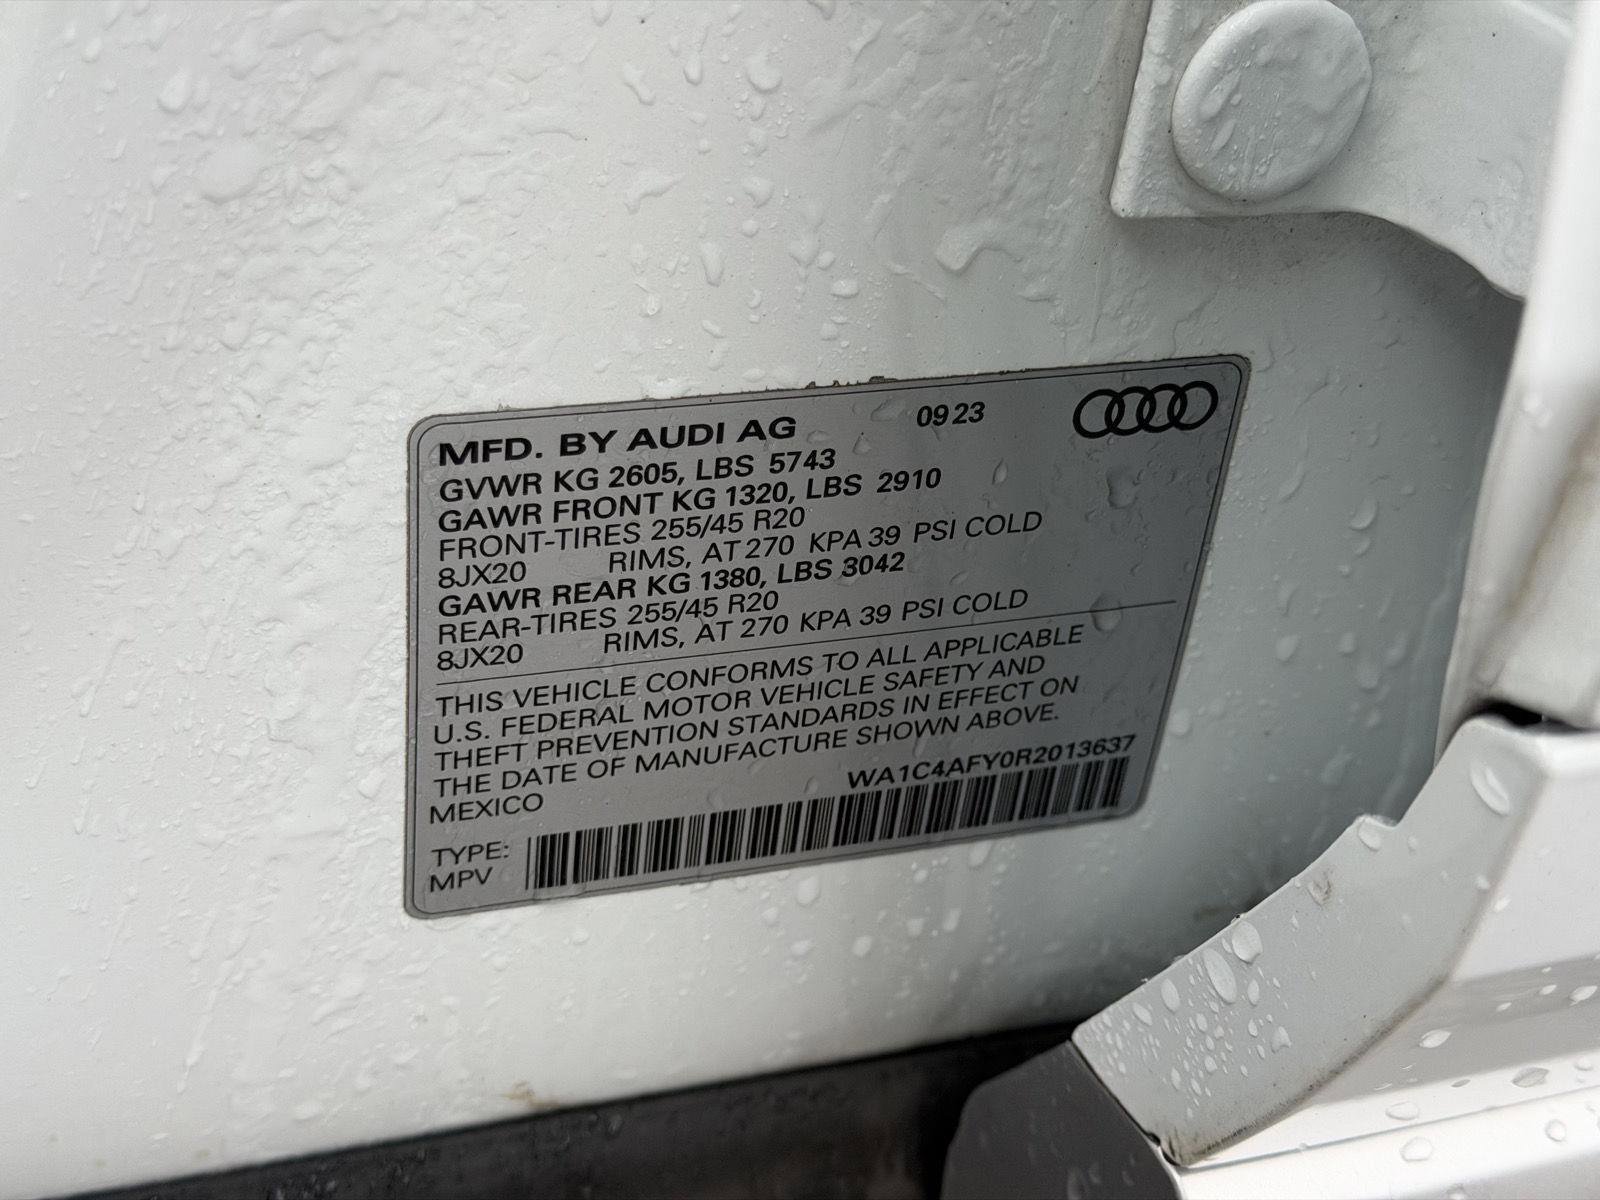 MFD. BY AUDI AG 09 23
GVWR KG 2605, LBS 5743
GAWR FRONT KG 1320, LBS 2910
FRONT-TIRES 255/45 R20
8JX20 RIMS, AT 270 KPA 39 PSI COLD
GAWR REAR KG 1380, LBS 3042
REAR-TIRES 255/45 R20
8JX20 RIMS, AT 270 KPA 39 PSI COLD
THIS VEHICLE CONFORMS TO ALL APPLICABLE
U.S. FEDERAL MOTOR VEHICLE SAFETY AND
THEFT PREVENTION STANDARDS IN EFFECT ON
THE DATE OF MANUFACTURE SHOWN ABOVE.
MEXICO WA1C4AFY0R2013637
TYPE:
MPV